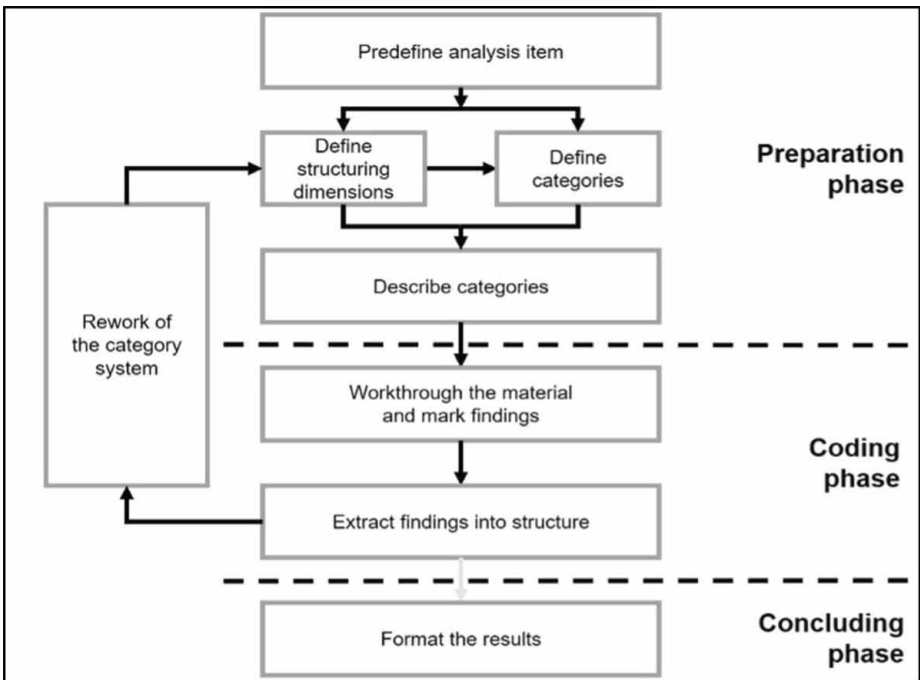 Predefine analysis item
Define
structuring
dimensions
Define
categories
Preparation
phase
Describe categories
Rework of
the category
system
Workthrough the material
and mark findings
Coding
phase
Extract findings into structure
Format the results
Concluding
phase